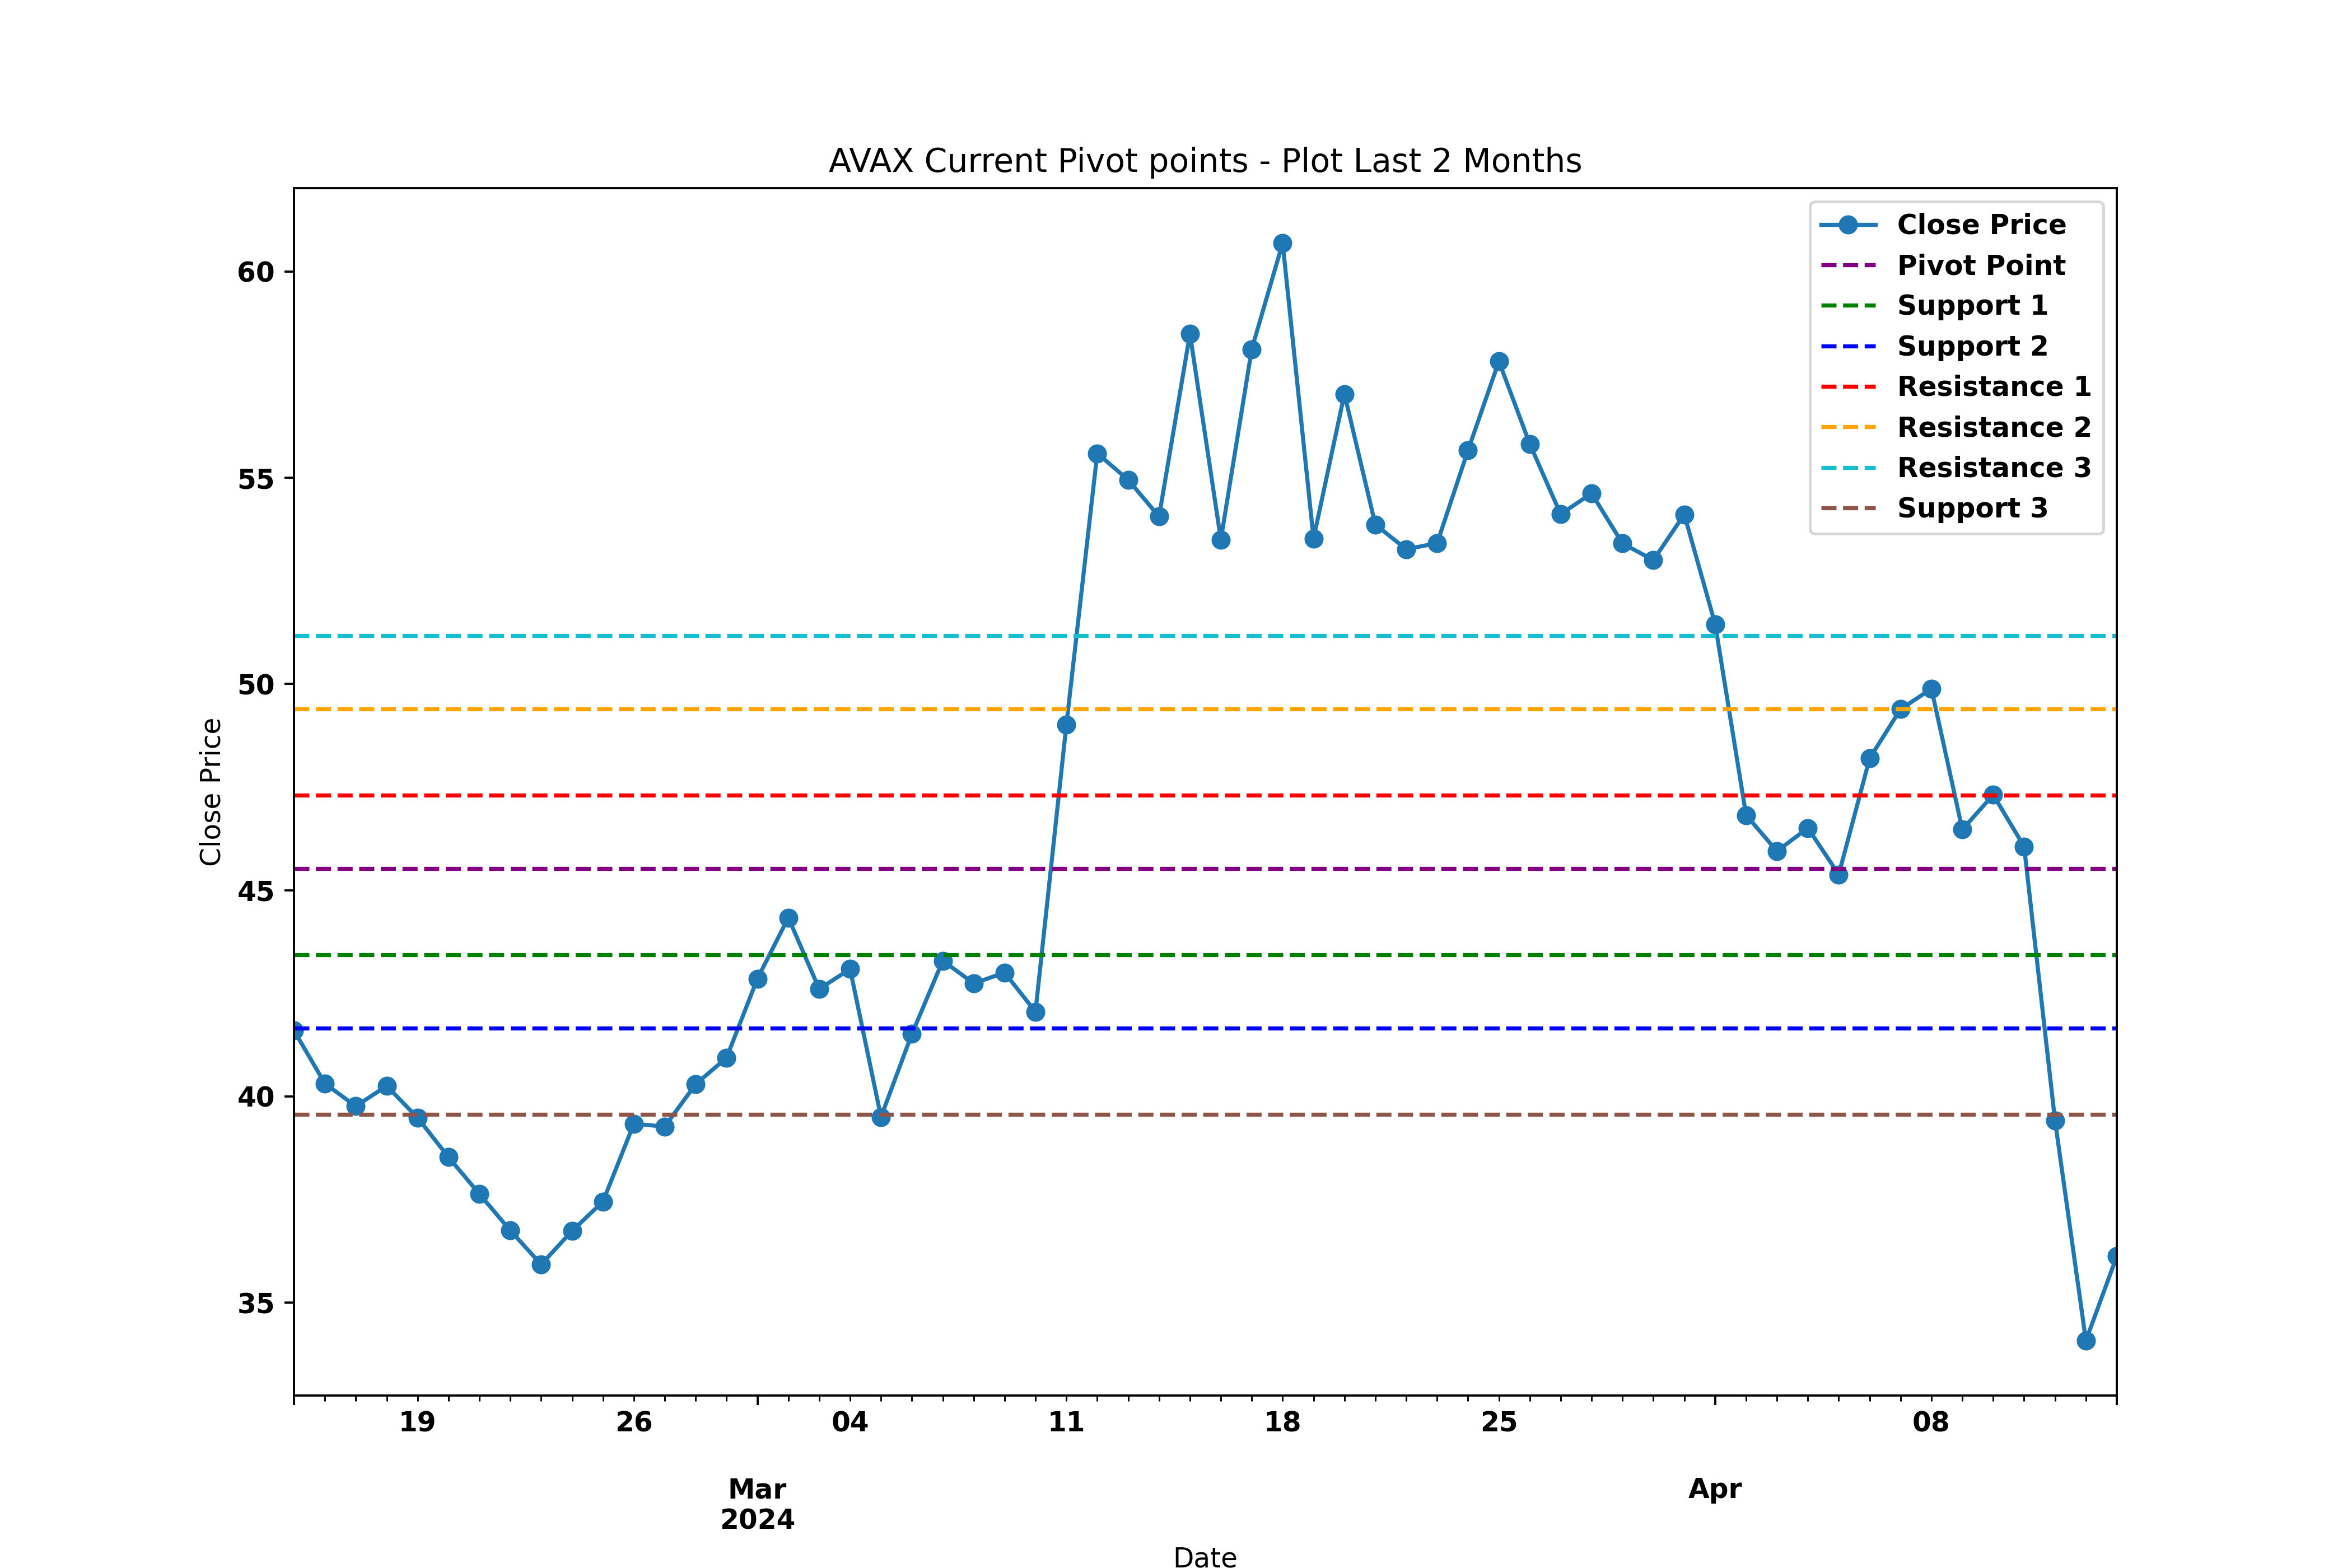 AVAX Current Pivot points - Plot Last 2 Months
Close Price
Pivot Point
Support 1
Support 2
Resistance 1
Resistance 2
Resistance 3
Support 3
60
55
50
45
40
35
Close Price
19
26
04
11
18
25
08
Mar
2024
Apr
Date